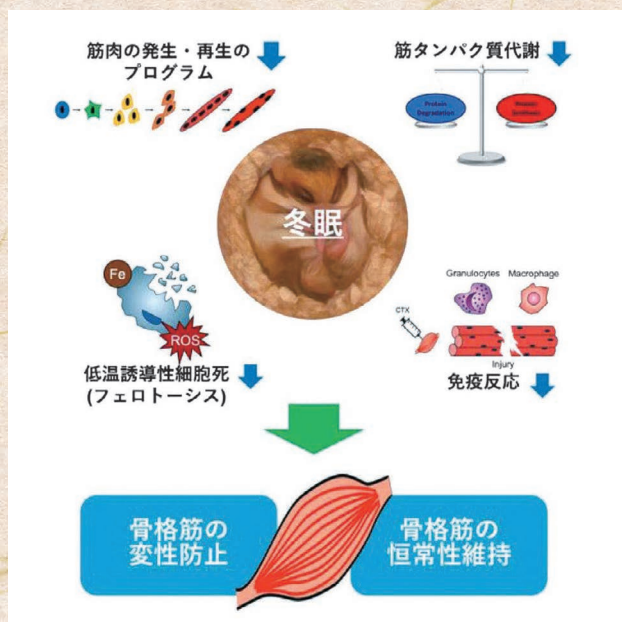 筋肉の発生・再生の
プログラム
筋タンパク質代謝
Protein
Degradation
冬眠
Fe
ROS
低温誘導性細胞死
(フェロトーシス)
Granulocytes
Macrophage
CTX
Injury
免疫反応
骨格筋の
変性防止
骨格筋の
恒常性維持